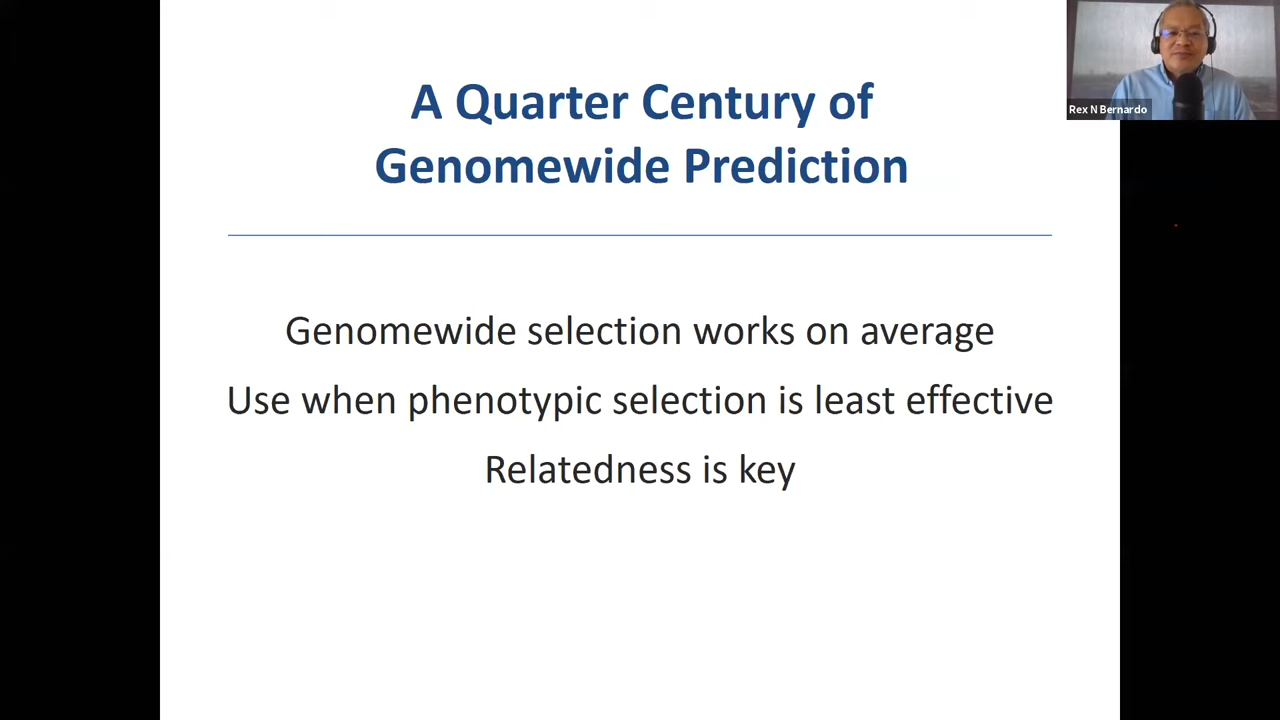 A Quarter Century of
Genomewide Prediction
Genomewide selection works on average
Use when phenotypic selection is least effective
Relatedness is key
Rex N Bernardo